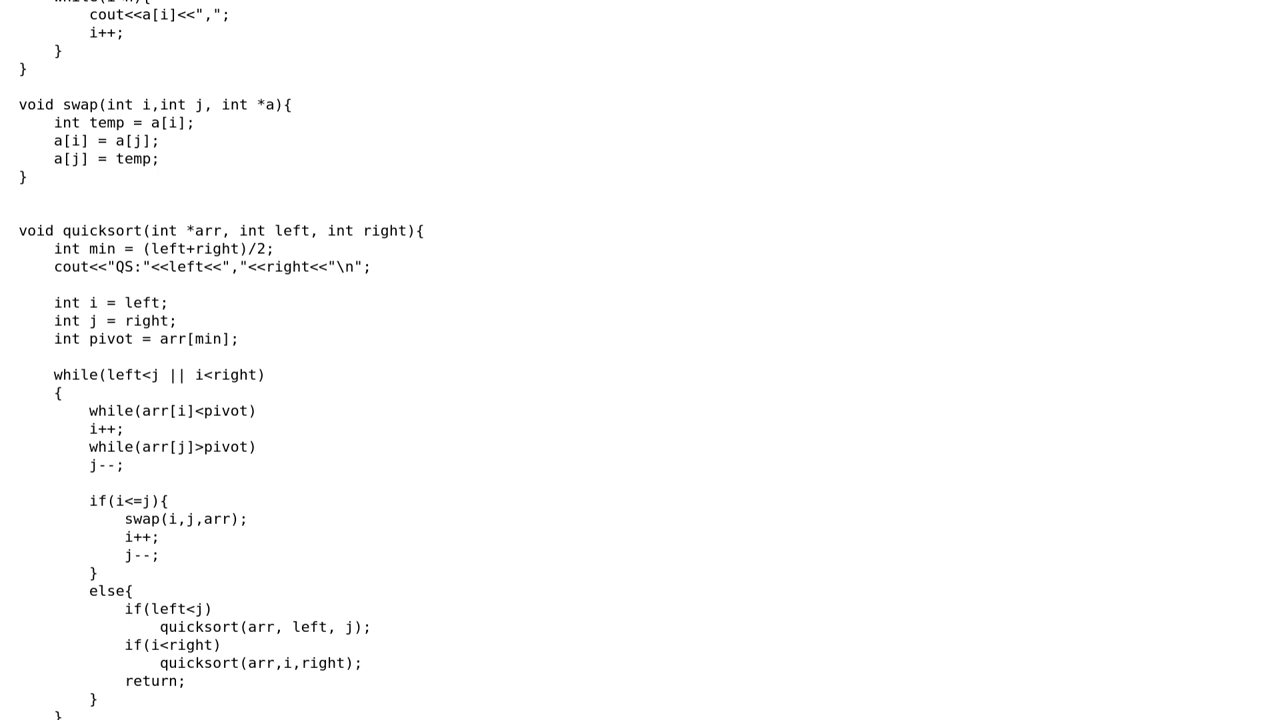 cout<<a[i]<<",";
i++;
}
}
void swap(int i,int j, int *a){
int temp = a[i];
a[i] = a[j];
a[j] = temp;
}
void quicksort(int *arr, int left, int right){
int min = (left+right)/2;
cout<<"QS:"<<left<<","<<right<<"\n";
int i = left;
int j = right;
int pivot = arr[min];
while(left<j || i<right)
{
while(arr[i]<pivot)
i++;
while(arr[j]>pivot)
j--;
if(i<=j){
swap(i,j,arr);
i++;
j--;
}
else{
if(left<j)
quicksort(arr, left, j);
if(i<right)
quicksort(arr,i,right);
return;
}
}